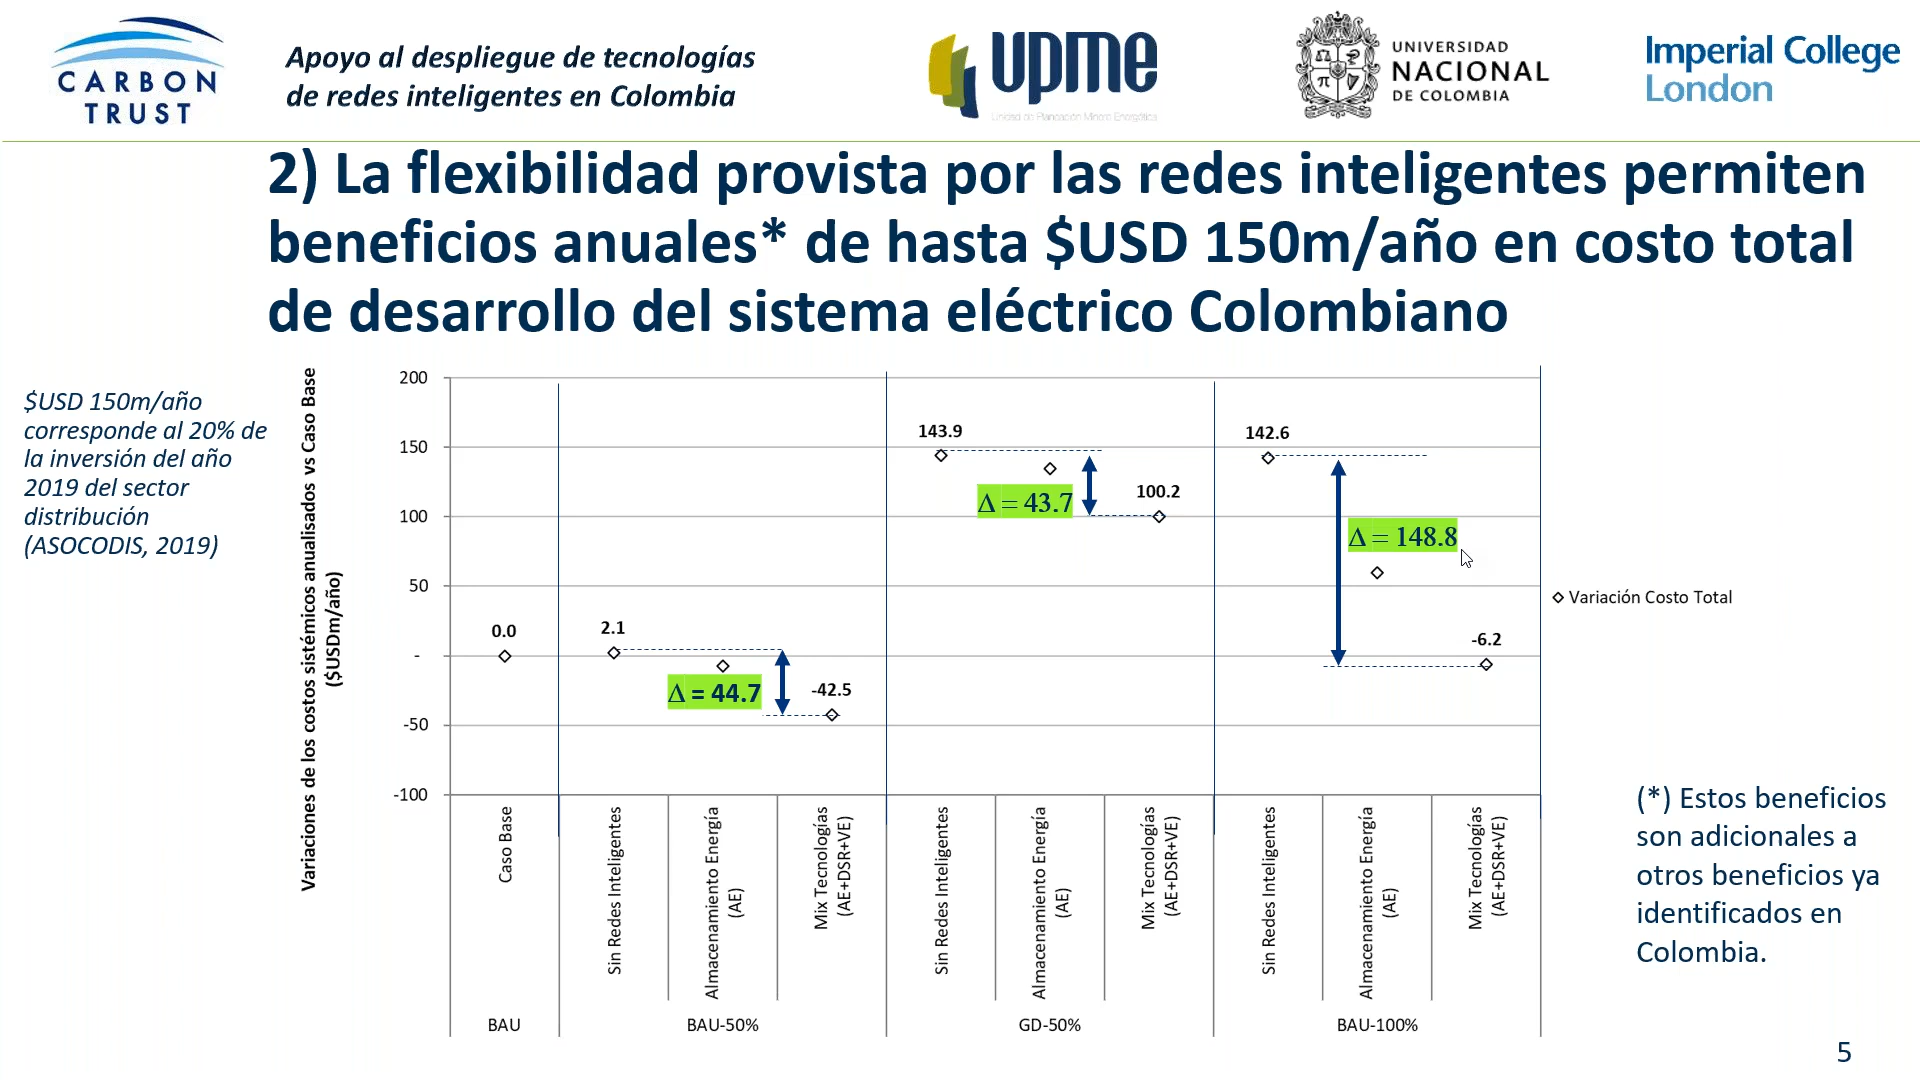 CARBON
TRUST
Apoyo al despliegue de tecnologías
de redes inteligentes en Colombia
upme
Unidad de Planeación Minero Energética
UNIVERSIDAD
NACIONAL
DE COLOMBIA
Imperial College
London
2) La flexibilidad provista por las redes inteligentes permiten
beneficios anuales* de hasta $USD 150m/año en costo total
de desarrollo del sistema eléctrico Colombiano
$USD 150m/año
corresponde al 20% de
la inversión del año
2019 del sector
distribución
(ASOCODIS, 2019)
Variaciones de los costos sistémicos anualisados vs Caso Base
($USDm/año)
200
150
100
50
-
-50
-100
0.0
2.1
Δ = 44.7
-42.5
143.9
Δ = 43.7
100.2
142.6
Δ = 148.8
-6.2
Variación Costo Total
Caso Base
Sin Redes Inteligentes
Almacenamiento Energía
(AE)
Mix Tecnologías
(AE+DSR+VE)
Sin Redes Inteligentes
Almacenamiento Energía
(AE)
Mix Tecnologías
(AE+DSR+VE)
Sin Redes Inteligentes
Almacenamiento Energía
(AE)
Mix Tecnologías
(AE+DSR+VE)
BAU
BAU-50%
GD-50%
BAU-100%
(*) Estos beneficios
son adicionales a
otros beneficios ya
identificados en
Colombia.
5